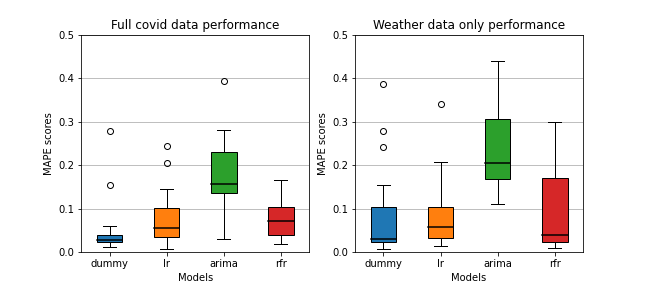 Full covid data performance
0.5
0.4
0.3
0.2
0.1
0.0
MAPE scores
dummy lr arima rfr
Models
Weather data only performance
0.5
0.4
0.3
0.2
0.1
0.0
MAPE scores
dummy lr arima rfr
Models